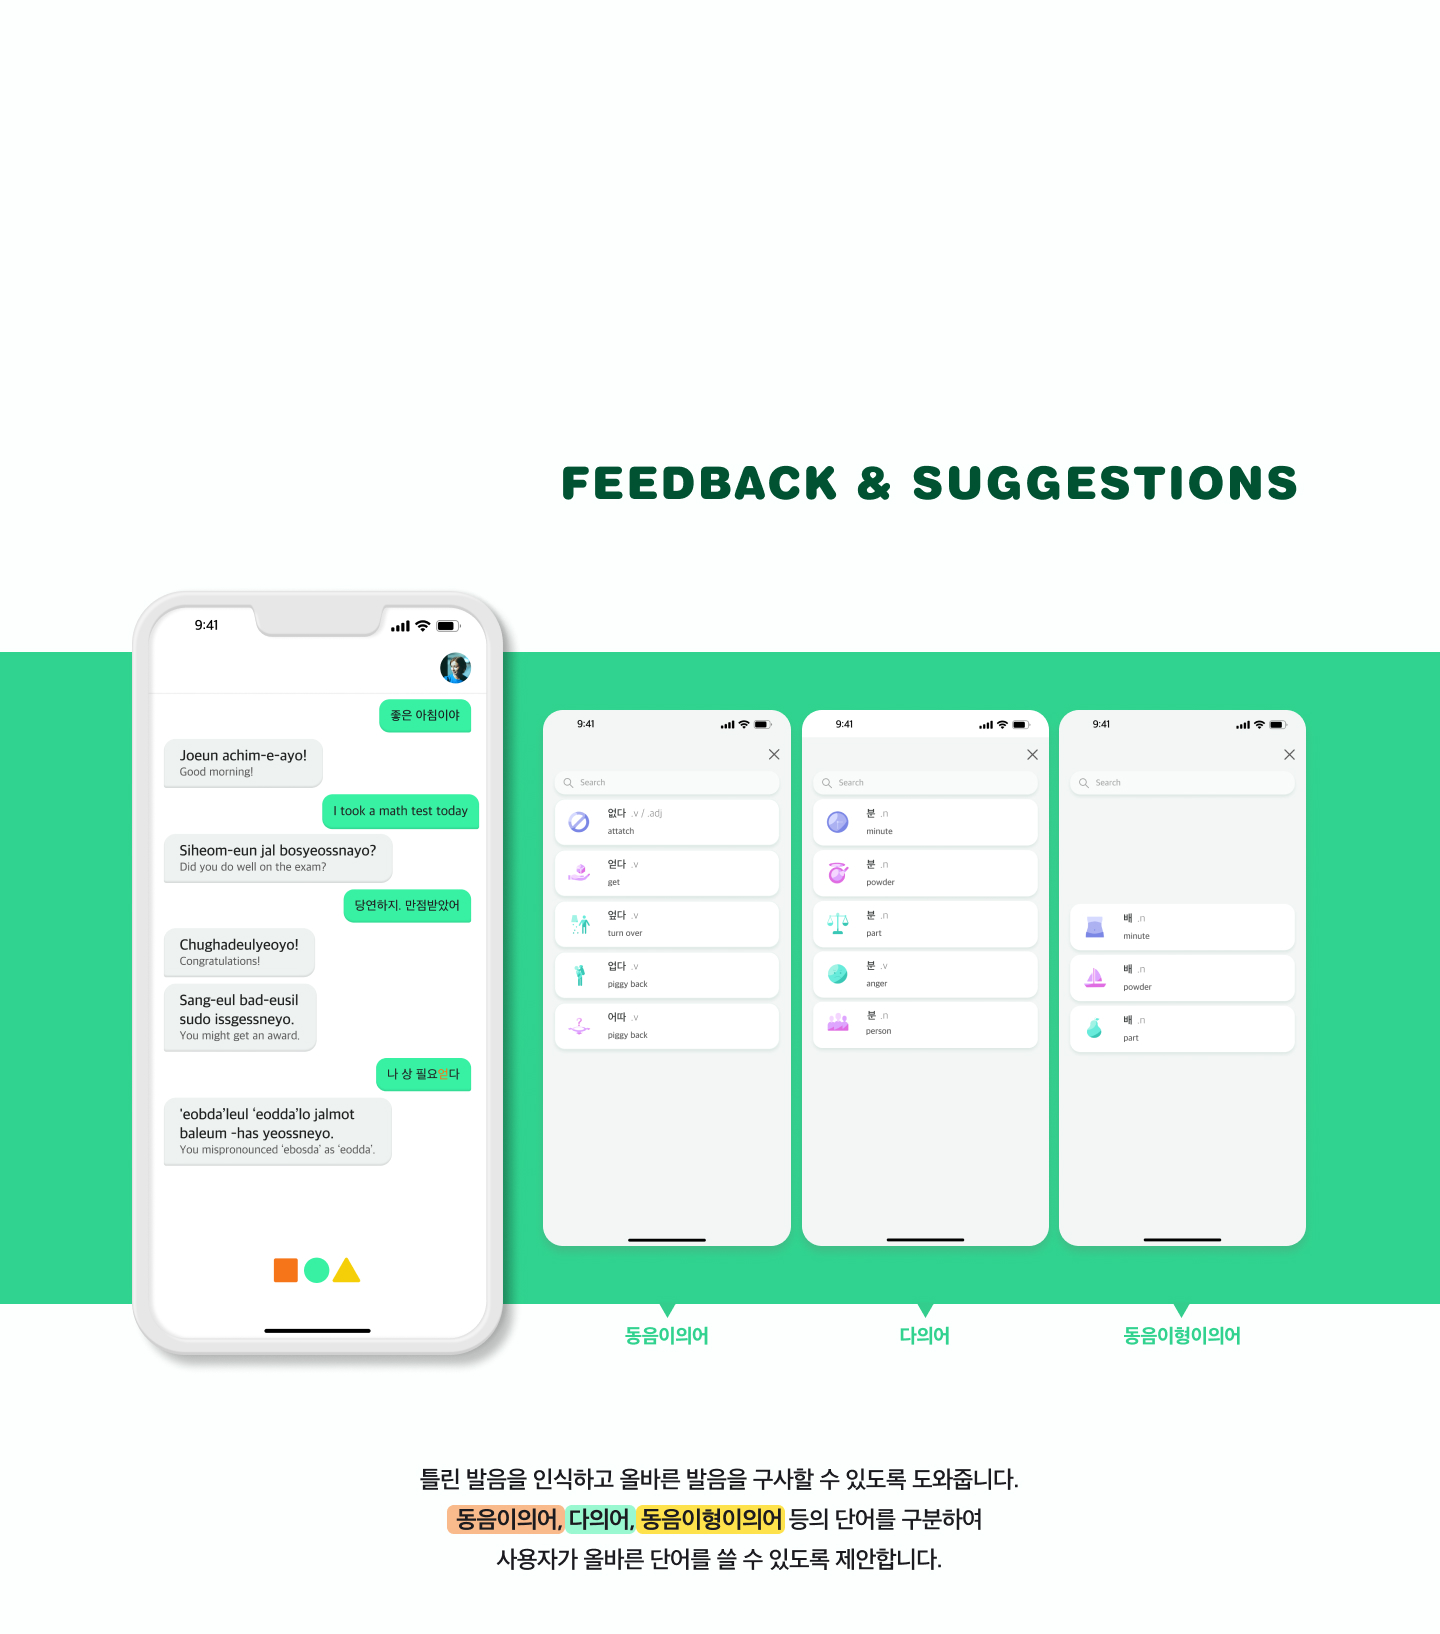 FEEDBACK & SUGGESTIONS
9:41
좋은 아침이야
Joeun achim-e-ayo!
Good morning!
I took a math test today
Siheom-eun jal bosyeossnayo?
Did you do well on the exam?
당연하지. 만점받았어
Chughadeulyeoyo!
Congratulations!
Sang-eul bad-eusil
sudo issgessneyo.
You might get an award.
나 상 필요얻다
'eobda'leul 'eodda'lo jalmot
baleum -has yeossneyo.
You mispronounced 'ebosda' as 'eodda'.
9:41
Search
없다 .v / .adj
attatch
얻다 .v
get
엎다 .v
turn over
업다 .v
piggy back
어따 .v
?
piggy back
동음이의어
9:41
Search
분 .n
minute
분 .n
powder
분 .n
part
분 .v
anger
분 .n
person
다의어
9:41
Search
배 .n
minute
배 .n
powder
배 .n
part
동음이형이의어
틀린 발음을 인식하고 올바른 발음을 구사할 수 있도록 도와줍니다.
동음이의어, 다의어, 동음이형이의어 등의 단어를 구분하여
사용자가 올바른 단어를 쓸 수 있도록 제안합니다.